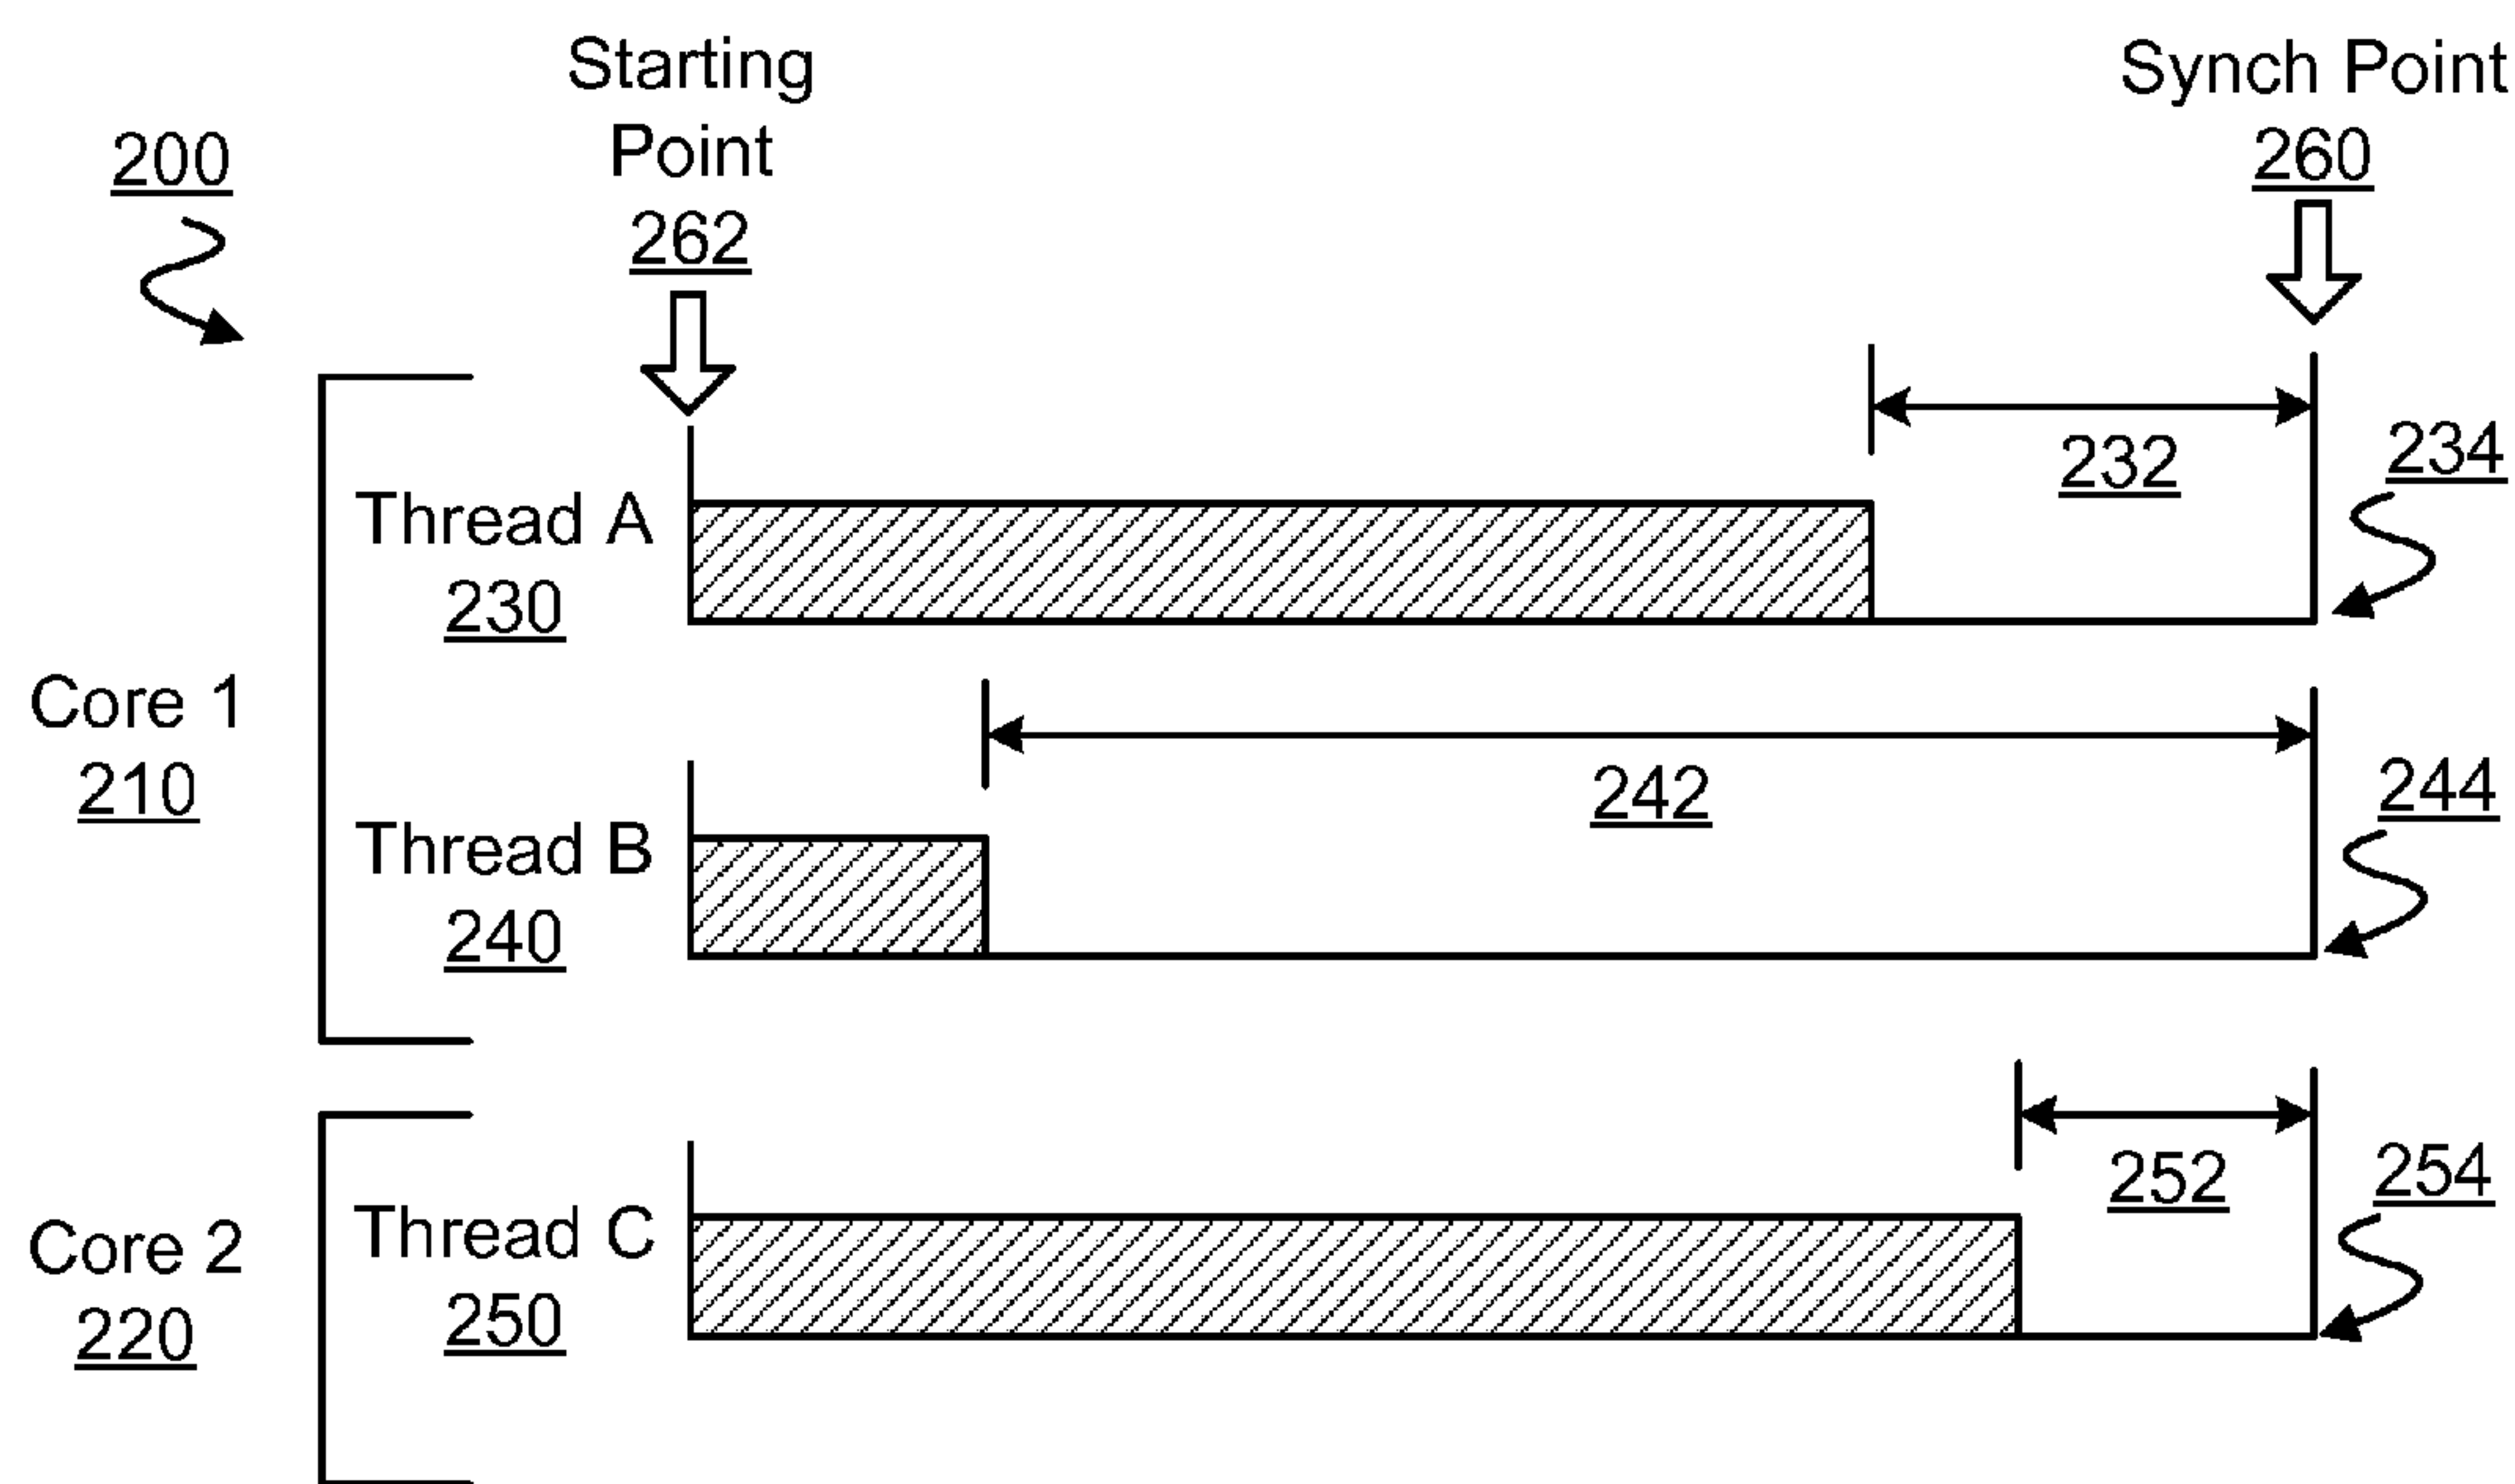 Starting
Point
262
Synch Point
260
200
232
234
Thread A
230
Core 1
210
242
244
Thread B
240
252
254
Thread C
250
Core 2
220